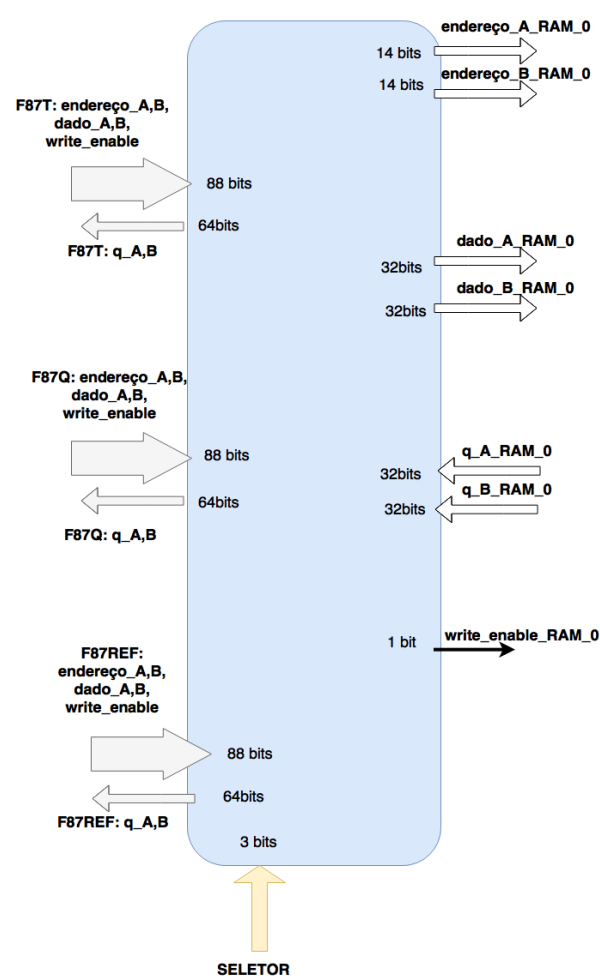 endereço_A_RAM_0
14 bits
endereço_B_RAM_0
14 bits
F87T: endereço_A,B,
dado_A,B,
write_enable
88 bits
64bits
F87T: q_A,B
dado_A_RAM_0
32bits
dado_B_RAM_0
32bits
F87Q: endereço_A,B,
dado_A,B,
write_enable
88 bits
64bits
F87Q: q_A,B
q_A_RAM_0
32bits
q_B_RAM_0
32bits
1 bit
write_enable_RAM_0
F87REF:
endereço_A,B,
dado_A,B,
write_enable
88 bits
64bits
F87REF: q_A,B
3 bits
SELETOR